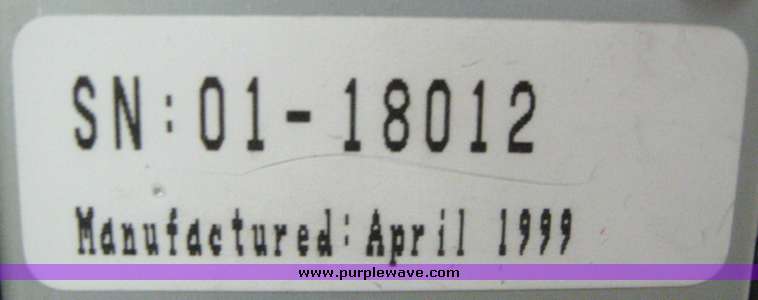 SN: 01-18012
Manufactured: April 1999
www.purplewave.com